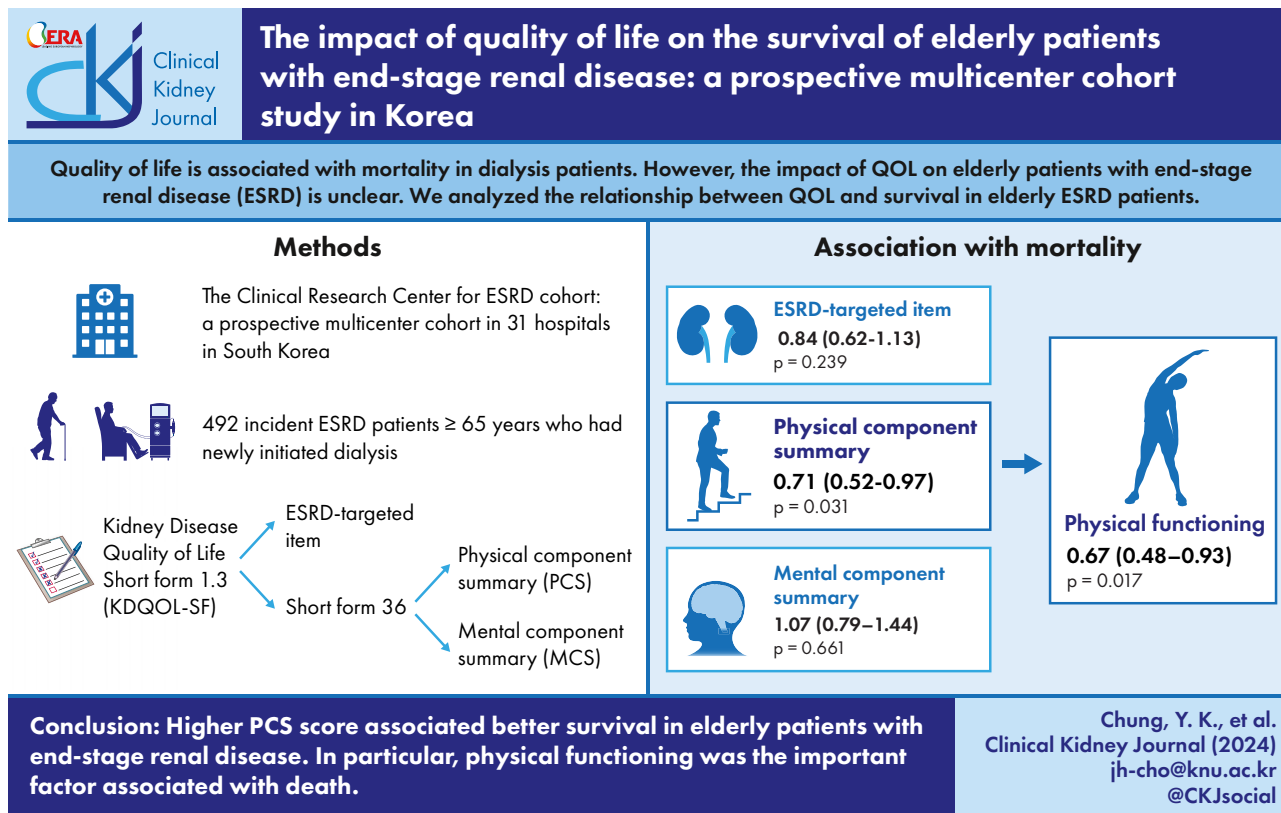 ERA
CKJ
Clinical
Kidney
Journal
The impact of quality of life on the survival of elderly patients
with end-stage renal disease: a prospective multicenter cohort
study in Korea
Quality of life is associated with mortality in dialysis patients. However, the impact of QOL on elderly patients with end-stage
renal disease (ESRD) is unclear. We analyzed the relationship between QOL and survival in elderly ESRD patients.
Methods
The Clinical Research Center for ESRD cohort:
a prospective multicenter cohort in 31 hospitals
in South Korea
492 incident ESRD patients ≥ 65 years who had
newly initiated dialysis
Kidney Disease
Quality of Life
Short form 1.3
(KDQOL-SF)
ESRD-targeted
item
Short form 36
Physical component
summary (PCS)
Mental component
summary (MCS)
Association with mortality
ESRD-targeted item
0.84 (0.62-1.13)
p = 0.239
Physical component
summary
0.71 (0.52-0.97)
p = 0.031
Mental component
summary
1.07 (0.79–1.44)
p = 0.661
Physical functioning
0.67 (0.48–0.93)
p = 0.017
Conclusion: Higher PCS score associated better survival in elderly patients with
end-stage renal disease. In particular, physical functioning was the important
factor associated with death.
Chung, Y. K., et al.
Clinical Kidney Journal (2024)
jh-cho@knu.ac.kr
@CKJsocial